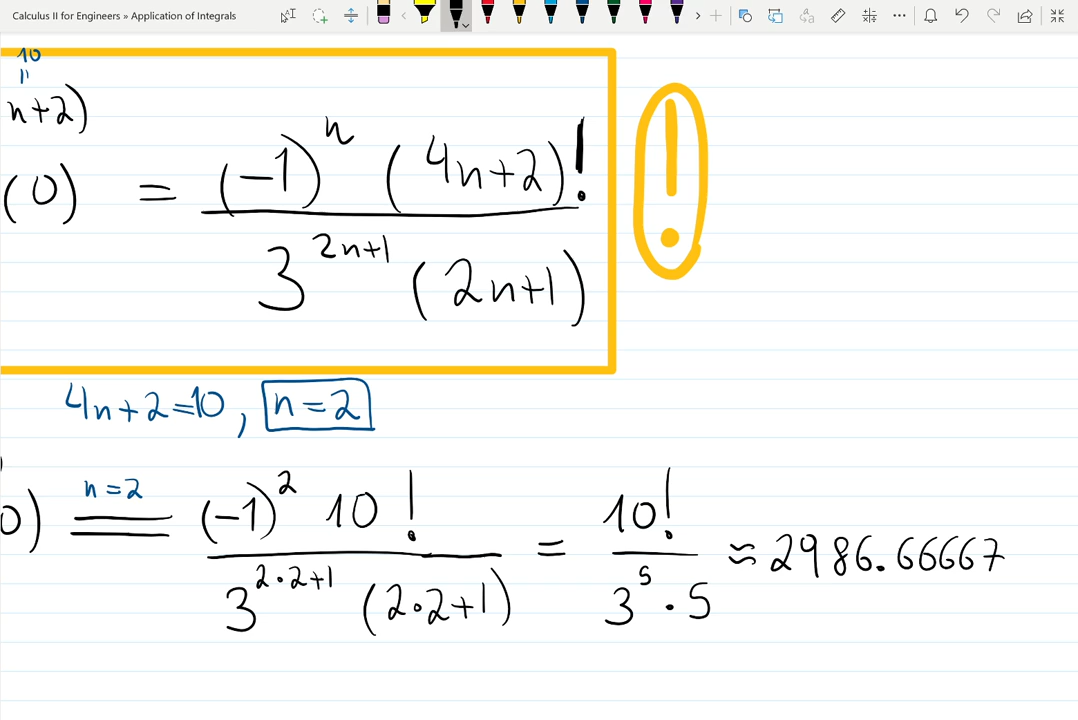 Calculus II for Engineers » Application of Integrals
10
"
n+2)
(0) = (-1)^n (4n+2)! / 3^(2n+1) (2n+1)
!
4n+2=10, n=2
0) n=2 = (-1)^2 10! / 3^(2·2+1) (2·2+1) = 10! / 3^5 · 5 ≈ 2986.66667